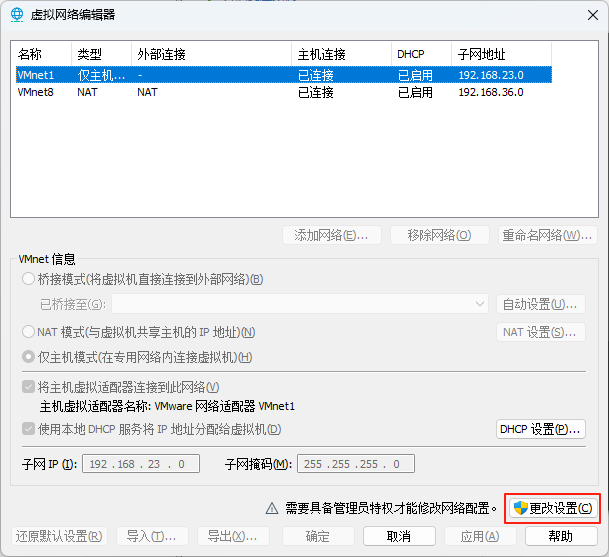 虚拟网络编辑器
名称 类型 外部连接 主机连接 DHCP 子网地址
VMnet1 仅主机... - 已连接 已启用 192.168.23.0
VMnet8 NAT NAT 已连接 已启用 192.168.36.0
添加网络(E)... 移除网络(O) 重命名网络(W)...
VMnet 信息
桥接模式(将虚拟机直接连接到外部网络)(B)
已桥接至(G): 自动设置(U)...
NAT 模式(与虚拟机共享主机的 IP 地址)(N) NAT 设置(S)...
仅主机模式(在专用网络内连接虚拟机)(H)
将主机虚拟适配器连接到此网络(V)
主机虚拟适配器名称: VMware 网络适配器 VMnet1
使用本地 DHCP 服务将 IP 地址分配给虚拟机(D) DHCP 设置(P)...
子网 IP (I): 192 . 168 . 23 . 0 子网掩码(M): 255 . 255 . 255 . 0
需要具备管理员特权才能修改网络配置。 更改设置(C)
还原默认设置(R) 导入(T)... 导出(X)... 确定 取消 应用(A) 帮助